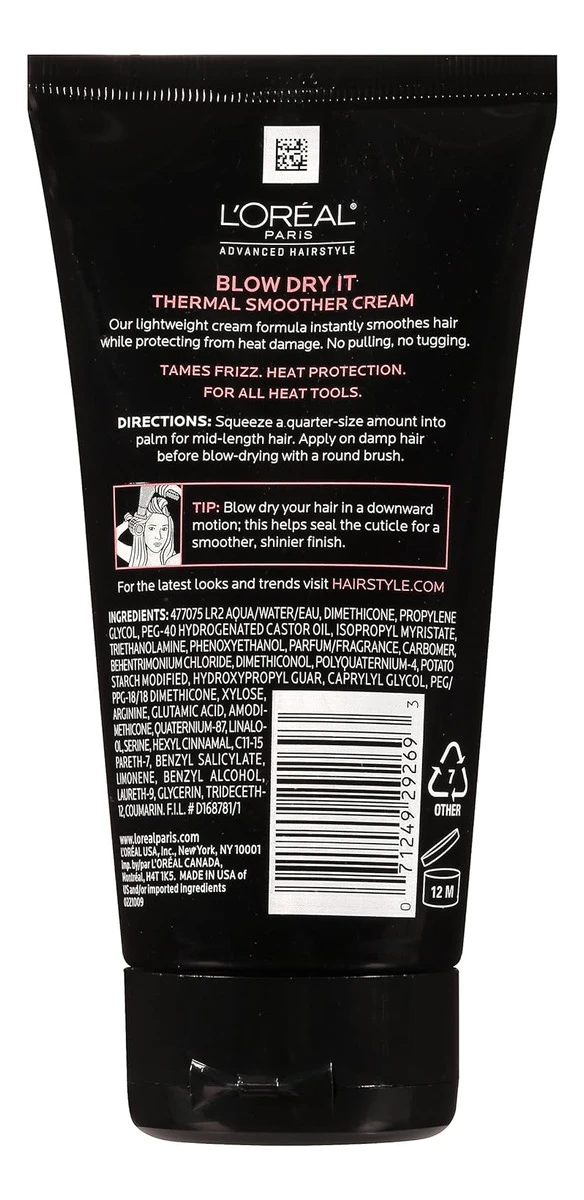 L'ORÉAL®
PARIS
ADVANCED HAIRSTYLE
BLOW DRY IT
THERMAL SMOOTHER CREAM
Our lightweight cream formula instantly smoothes hair
while protecting from heat damage. No pulling, no tugging.
TAMES FRIZZ. HEAT PROTECTION.
FOR ALL HEAT TOOLS.
DIRECTIONS: Squeeze a quarter-size amount into
palm for mid-length hair. Apply on damp hair
before blow-drying with a round brush.
TIP: Blow dry your hair in a downward
motion; this helps seal the cuticle for a
smoother, shinier finish.
For the latest looks and trends visit HAIRSTYLE.COM
INGREDIENTS: 477075 LR2 AQUA/WATER/EAU, DIMETHICONE, PROPYLENE
GLYCOL, PEG-40 HYDROGENATED CASTOR OIL, ISOPROPYL MYRISTATE,
TRIETHANOLAMINE, PHENOXYETHANOL, PARFUM/FRAGRANCE, CARBOMER,
BEHENTRIMONIUM CHLORIDE, DIMETHICONOL, POLYQUATERNIUM-4, POTATO
STARCH MODIFIED, HYDROXYPROPYL GUAR, CAPRYLYL GLYCOL, PEG/
PPG-18/18 DIMETHICONE, XYLOSE,
ARGININE, GLUTAMIC ACID, AMODI-
METHICONE, QUATERNIUM-87, LINALO-
OL, SERINE, HEXYL CINNAMAL, C11-15
PARETH-7, BENZYL SALICYLATE,
LIMONENE, BENZYL ALCOHOL,
LAURETH-9, GLYCERIN, TRIDECETH-
12, COUMARIN. F.I.L. # D168781/1
www.lorealparis.com
L'ORÉAL USA, Inc., New York, NY 10001
Imp. by/par L'ORÉAL CANADA,
Montréal, H4T 1K5. MADE IN USA of
US and/or imported ingredients
0221009
0 71249 29269 3
7
OTHER
12 M